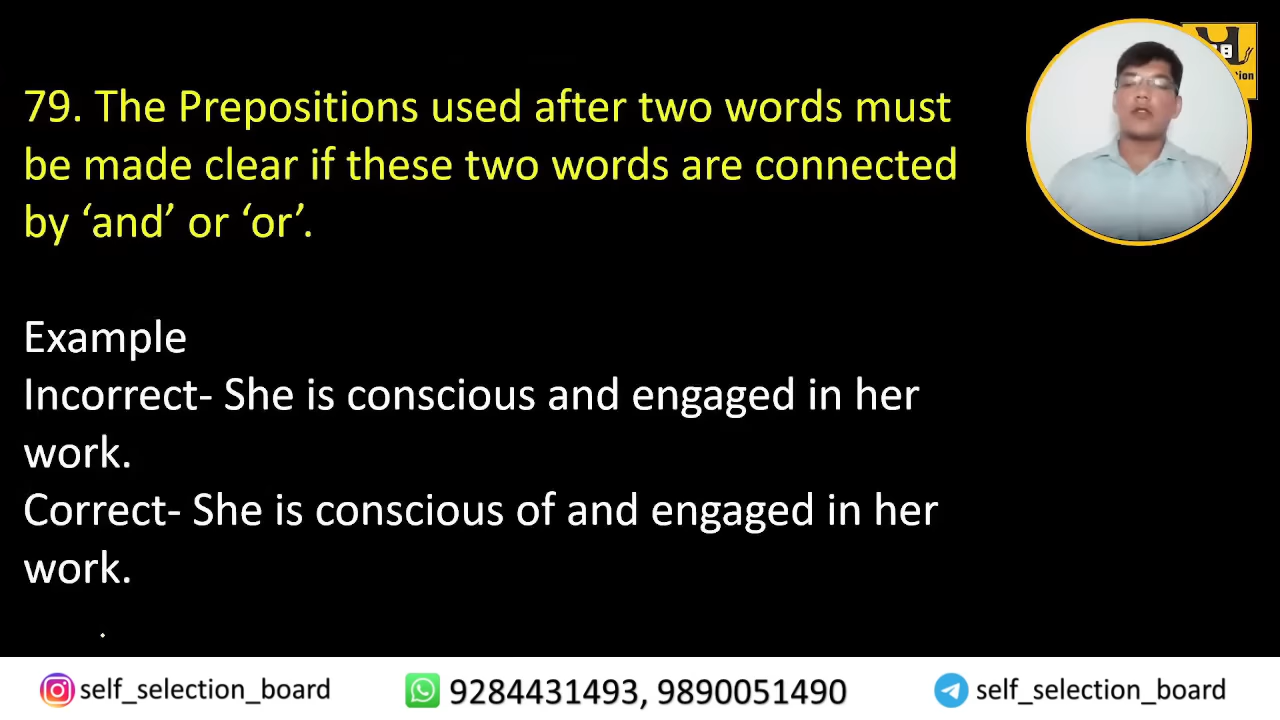 79. The Prepositions used after two words must
be made clear if these two words are connected
by ‘and’ or ‘or’.
Example
Incorrect- She is conscious and engaged in her
work.
Correct- She is conscious of and engaged in her
work.
self_selection_board
9284431493, 9890051490
self_selection_board